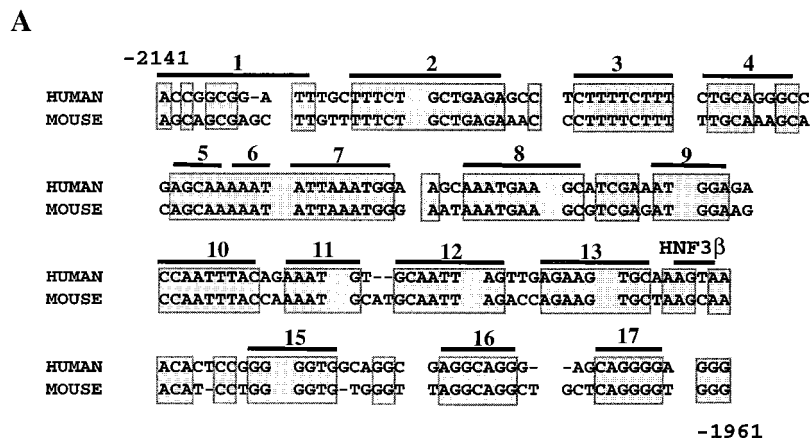 A
-2141 1 2 3 4
HUMAN ACCGGCGG-A TTTGCTTTCT GCTGAGAGCC TCTTTTCTTT CTGCAGGGCC
MOUSE AGCAGCGAGC TTGTTTTTCT GCTGAGAAAC CCTTTTCTTT TTGCAAAGCA
5 6 7 8 9
HUMAN GAGCAAAAAT ATTAAATGGA AGCAAATGAA GCATCGAAAT GGAGA
MOUSE CAGCAAAAAT ATTAAATGGG AATAAATGAA GCGTCGAGAT GGAAG
10 11 12 13 HNF3β
HUMAN CCAATTTACAGAAAT GT--GCAATT AGTTGAGAAG TGCAAAGTAA
MOUSE CCAATTTACCAAAAT GCATGCAATT AGACCAGAAG TGCTAAGCAA
15 16 17
HUMAN ACACTCCGGG GGTGGCAGGC GAGGCAGGG- -AGCAGGGGA GGG
MOUSE ACAT-CCTGG GGTG-TGGGT TAGGCAGGCT GCTCAGGGGT GGG
-1961